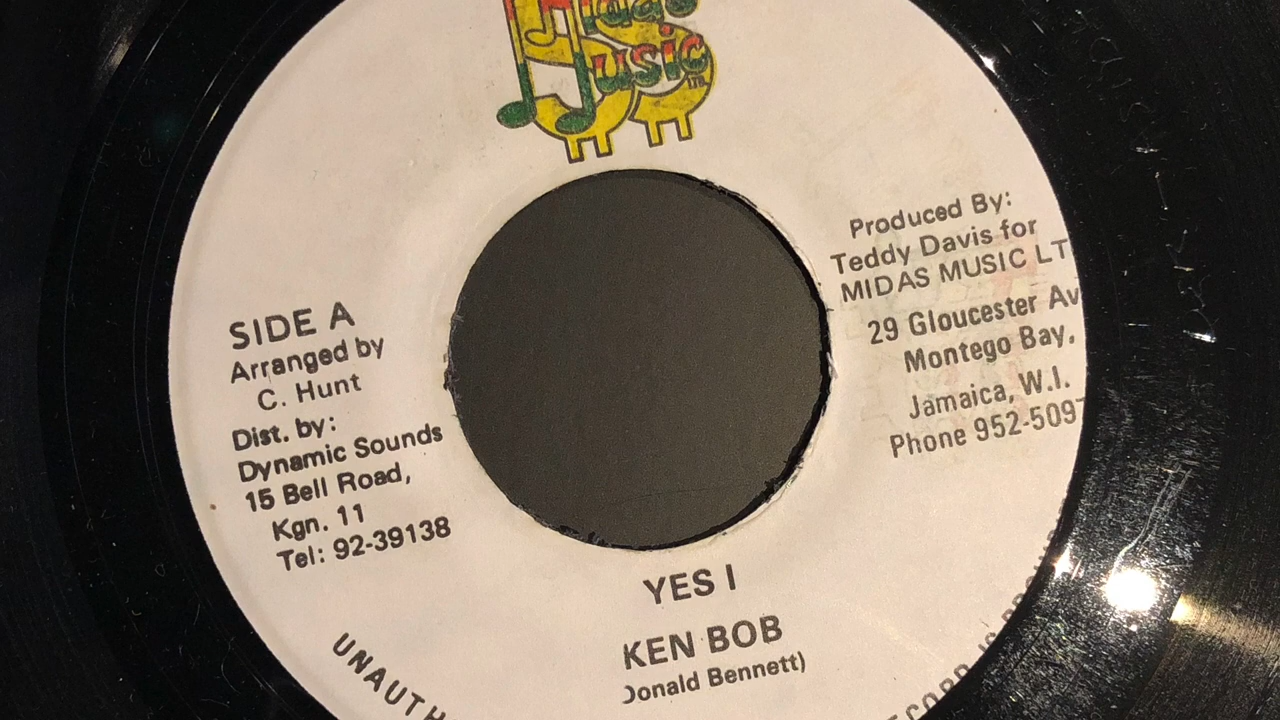 Music
SIDE A
Arranged by
C. Hunt
Dist. by:
Dynamic Sounds
15 Bell Road,
Kgn. 11
Tel: 92-39138
Produced By:
Teddy Davis for
MIDAS MUSIC LT
29 Gloucester Av
Montego Bay,
Jamaica, W.I.
Phone 952-509
YES I
KEN BOB
Donald Bennett)
UNAUTH